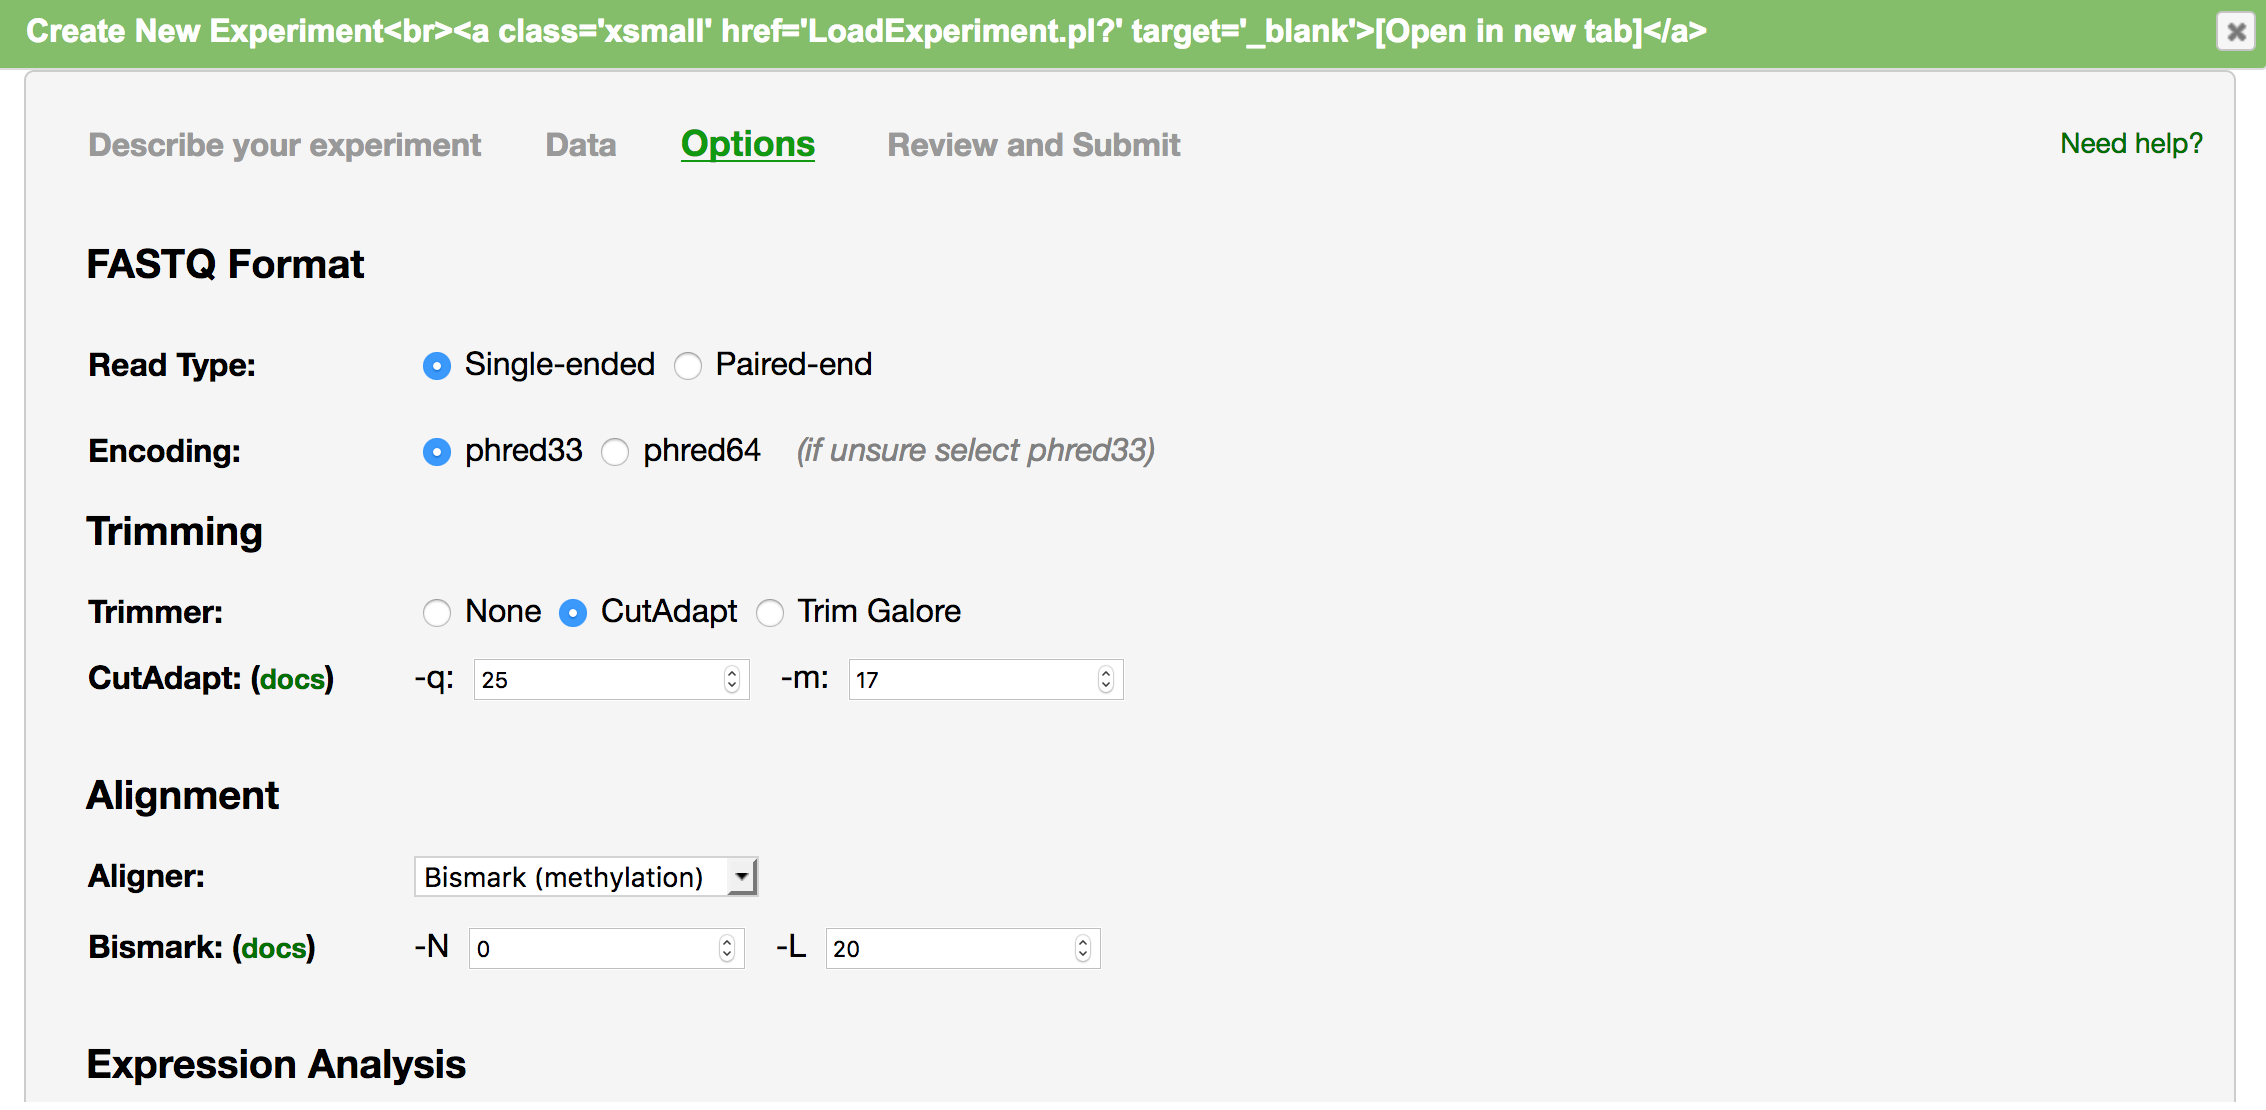 Create New Experiment<br><a class='xsmall' href='LoadExperiment.pl?' target='_blank'>[Open in new tab]</a>
Describe your experiment Data Options Review and Submit Need help?
FASTQ Format
Read Type: Single-ended Paired-end
Encoding: phred33 phred64 (if unsure select phred33)
Trimming
Trimmer: None CutAdapt Trim Galore
CutAdapt: (docs) -q: 25 -m: 17
Alignment
Aligner: Bismark (methylation)
Bismark: (docs) -N 0 -L 20
Expression Analysis